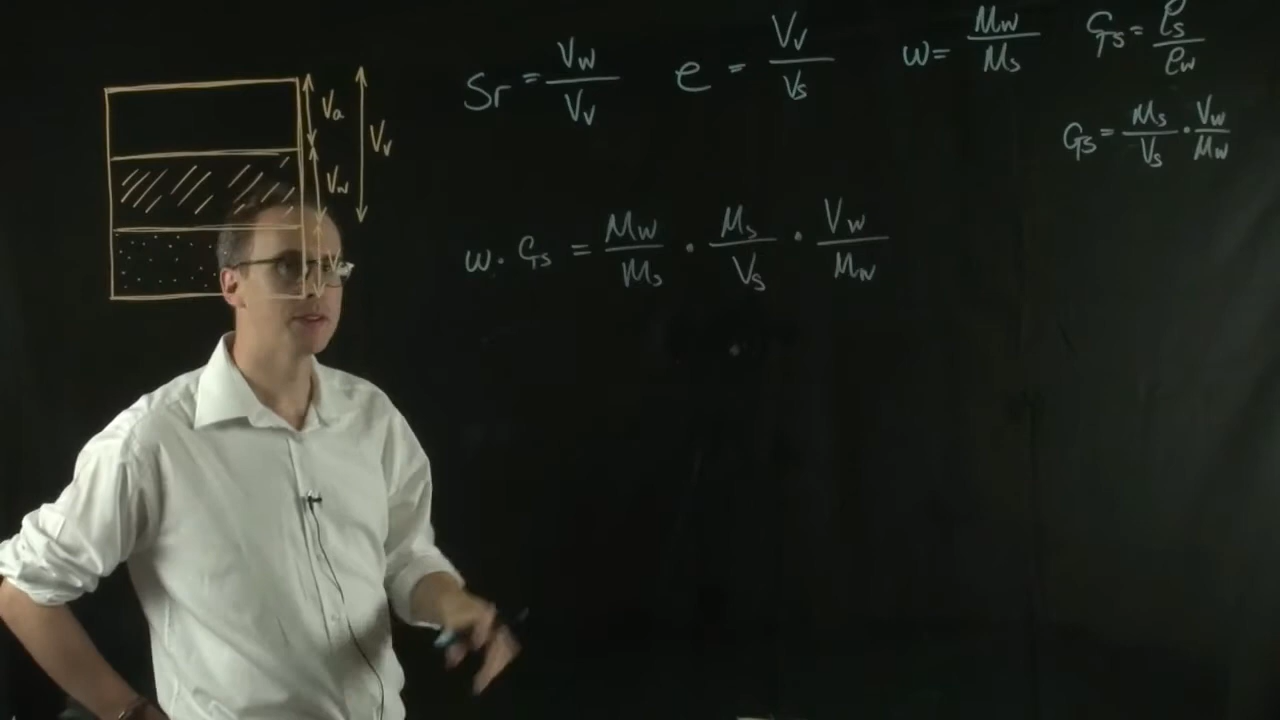 Sr = Vw/Vv e = Vv/Vs w = Mw/Ms Gs = ρs/ρw
Gs = Ms/Vs · Vw/Mw
w · Gs = Mw/Ms · Ms/Vs · Vw/Mw
Va
Vv
Vw